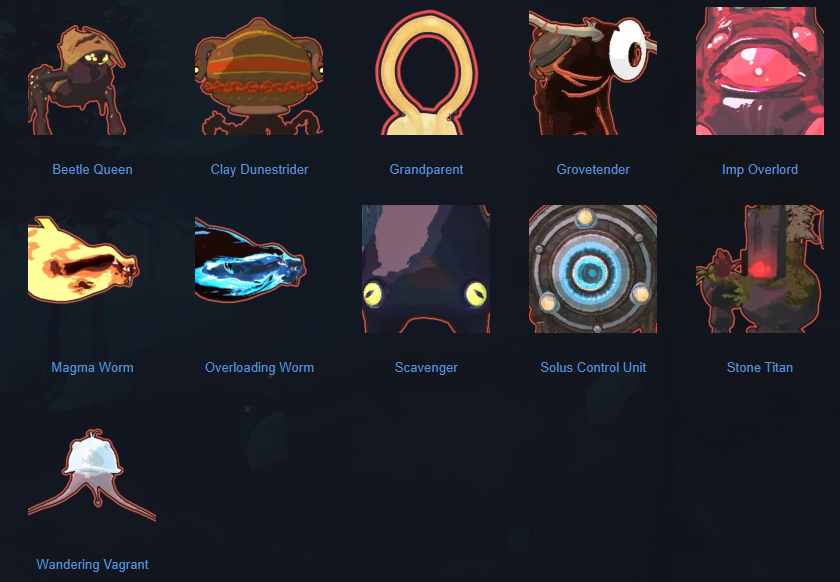 Beetle Queen
Clay Dunestrider
Grandparent
Grovetender
Imp Overlord
Magma Worm
Overloading Worm
Scavenger
Solus Control Unit
Stone Titan
Wandering Vagrant